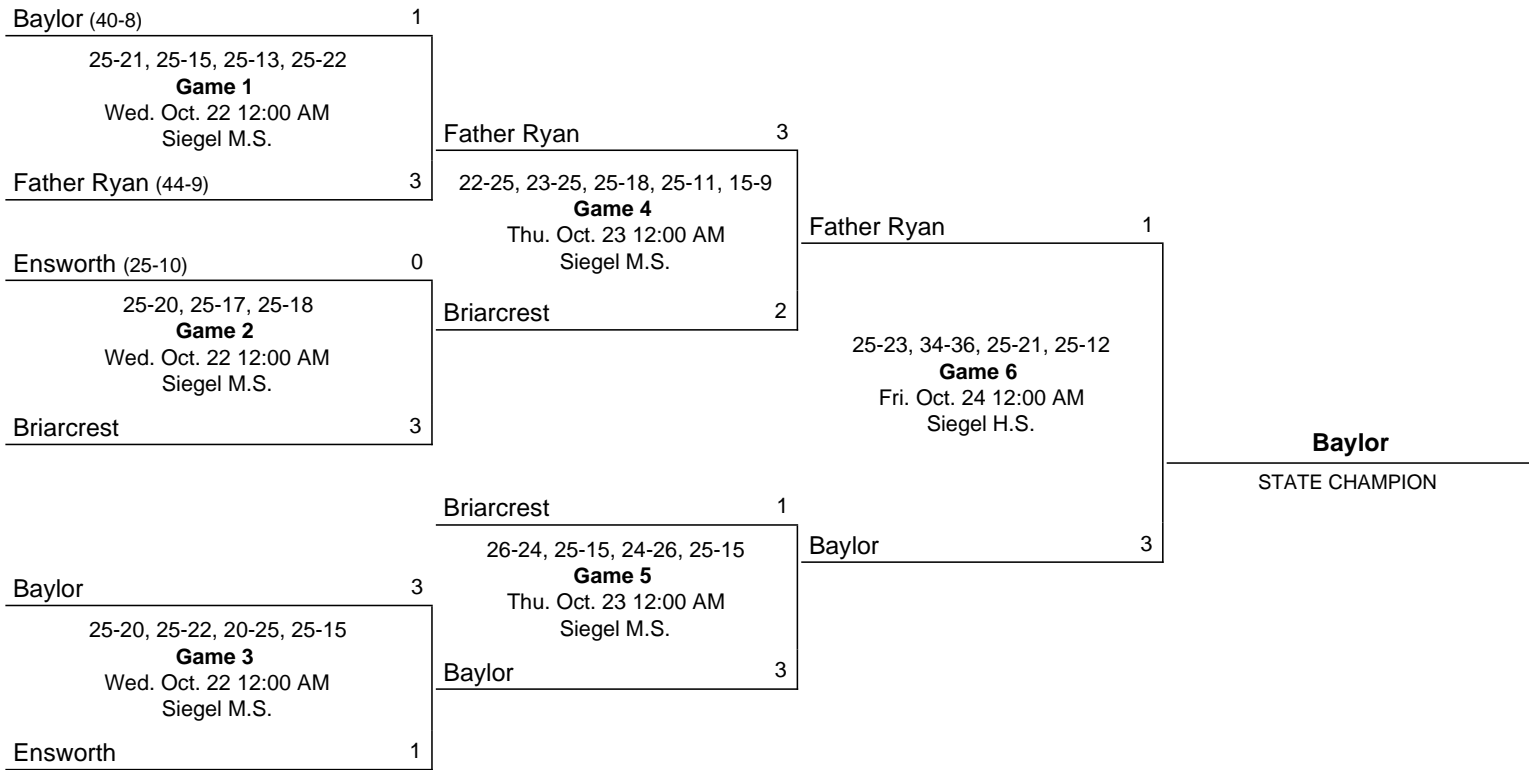 Baylor (40-8) 1
25-21, 25-15, 25-13, 25-22
Game 1
Wed. Oct. 22 12:00 AM
Siegel M.S.
Father Ryan (44-9) 3
Ensworth (25-10) 0
25-20, 25-17, 25-18
Game 2
Wed. Oct. 22 12:00 AM
Siegel M.S.
Briarcrest 3
Baylor 3
25-20, 25-22, 20-25, 25-15
Game 3
Wed. Oct. 22 12:00 AM
Siegel M.S.
Ensworth 1
Father Ryan 3
22-25, 23-25, 25-18, 25-11, 15-9
Game 4
Thu. Oct. 23 12:00 AM
Siegel M.S.
Briarcrest 2
Briarcrest 1
26-24, 25-15, 24-26, 25-15
Game 5
Thu. Oct. 23 12:00 AM
Siegel M.S.
Baylor 3
Father Ryan 1
25-23, 34-36, 25-21, 25-12
Game 6
Fri. Oct. 24 12:00 AM
Siegel H.S.
Baylor 3
Baylor
STATE CHAMPION